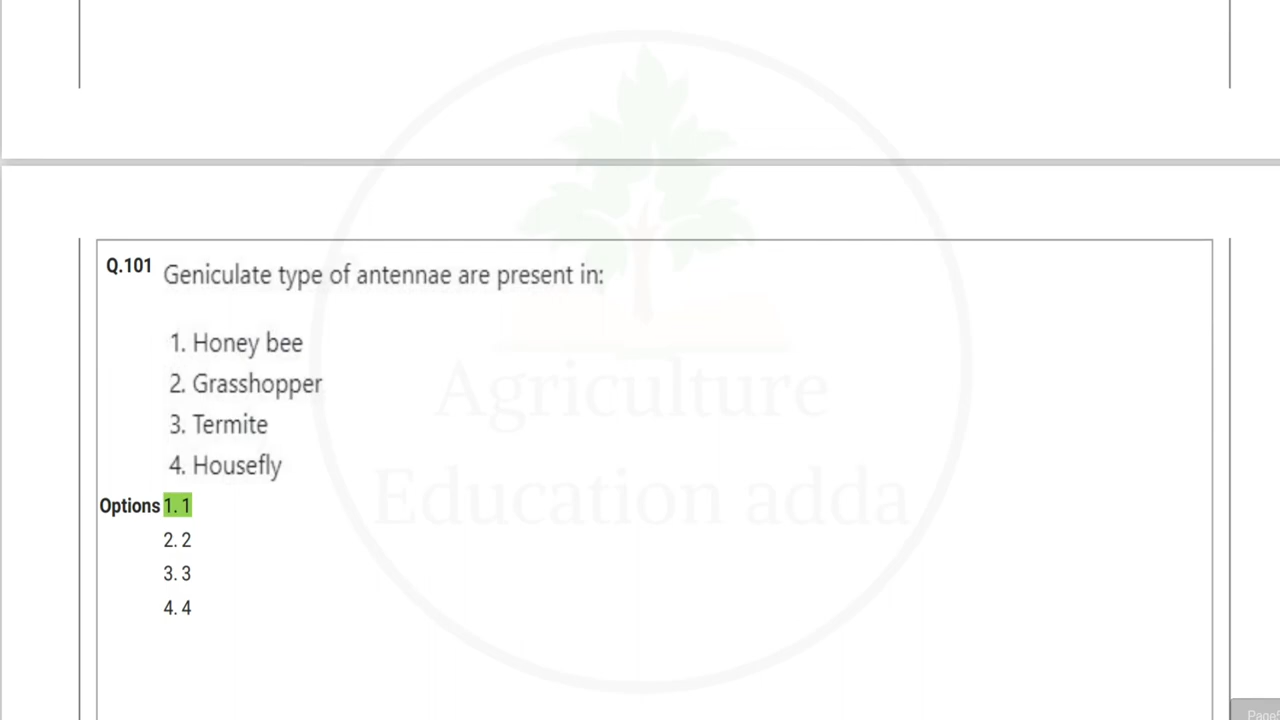 Q.101 Geniculate type of antennae are present in:
1. Honey bee
2. Grasshopper
3. Termite
4. Housefly
Options 1. 1
2. 2
3. 3
4. 4
Agriculture
Education adda